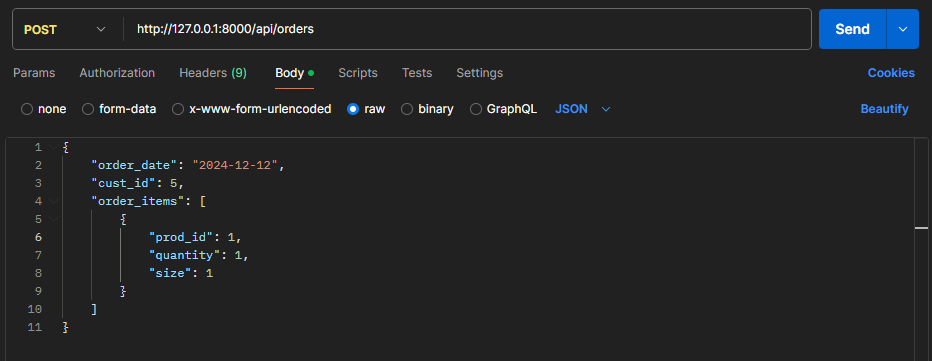 POST http://127.0.0.1:8000/api/orders Send
Params Authorization Headers (9) Body Scripts Tests Settings Cookies
none form-data x-www-form-urlencoded raw binary GraphQL JSON Beautify
1 {
2 "order_date": "2024-12-12",
3 "cust_id": 5,
4 "order_items": [
5 {
6 "prod_id": 1,
7 "quantity": 1,
8 "size": 1
9 }
10 ]
11 }